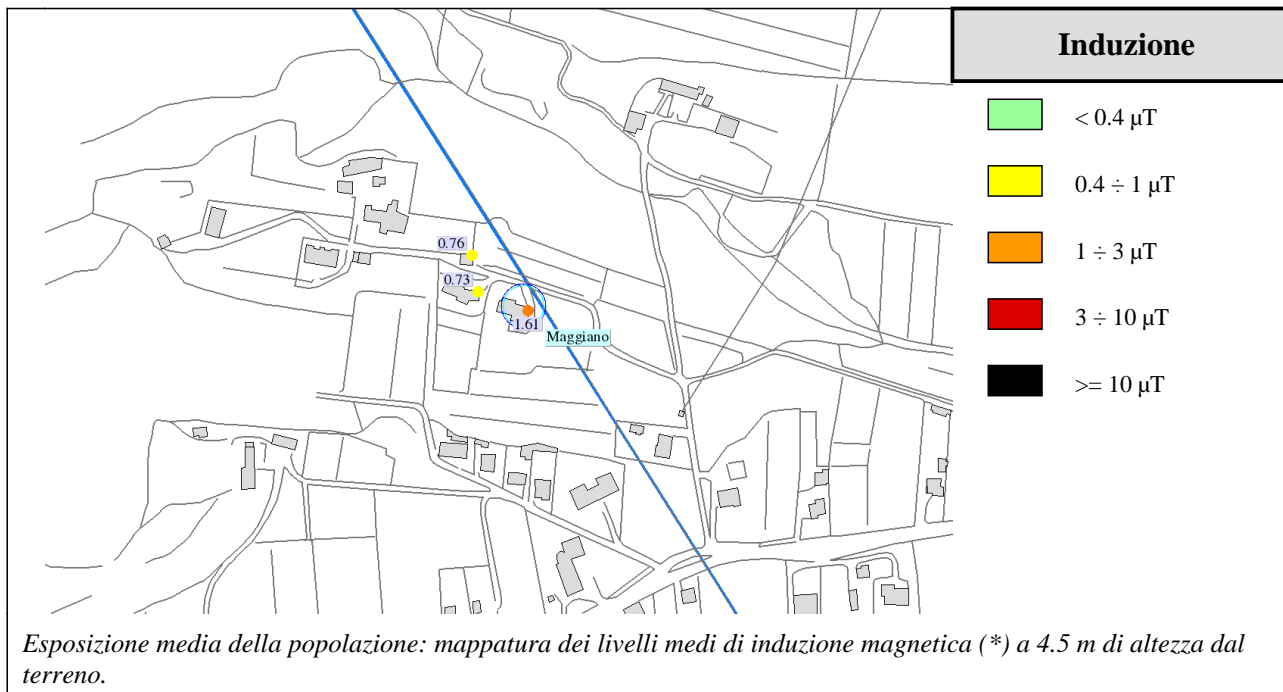 Induzione
< 0.4 µT
0.4 ÷ 1 µT
1 ÷ 3 µT
3 ÷ 10 µT
>= 10 µT
0.76
0.73
1.61
Maggiano
Esposizione media della popolazione: mappatura dei livelli medi di induzione magnetica (*) a 4.5 m di altezza dal
terreno.